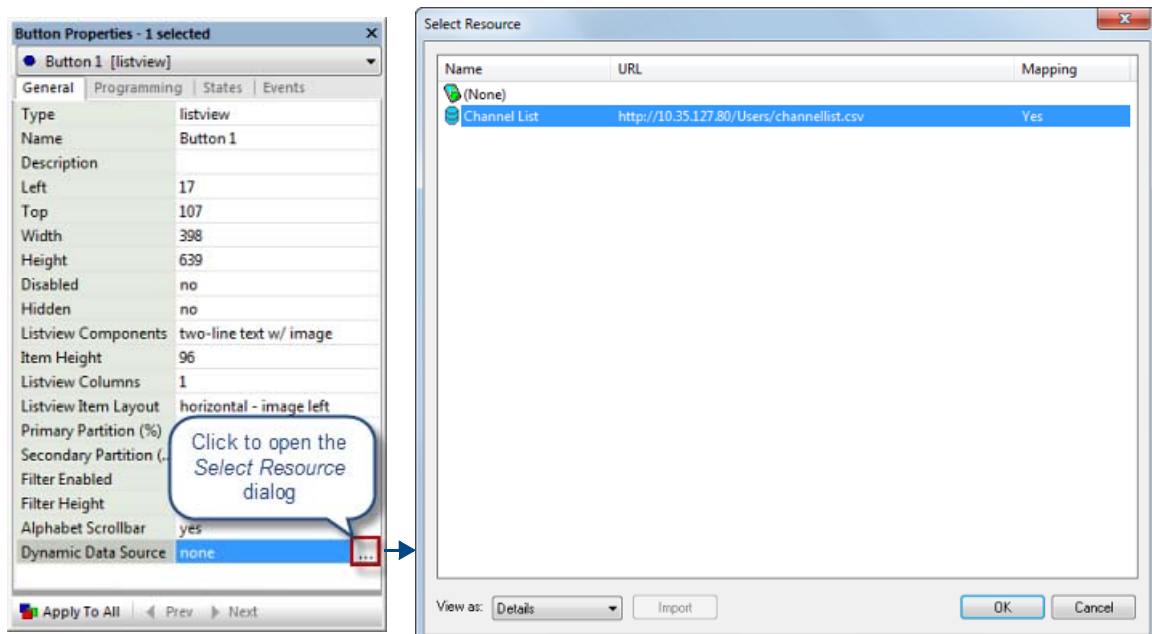 Button Properties - 1 selected
Button 1 [listview]
General Programming States Events
Type listview
Name Button 1
Description
Left 17
Top 107
Width 398
Height 639
Disabled no
Hidden no
Listview Components two-line text w/ image
Item Height 96
Listview Columns 1
Listview Item Layout horizontal - image left
Primary Partition (%)
Secondary Partition (...
Filter Enabled
Filter Height
Alphabet Scrollbar yes
Dynamic Data Source none ...
Apply To All Prev Next
Click to open the
Select Resource
dialog
Select Resource
Name URL Mapping
(None)
Channel List http://10.35.127.80/Users/channellist.csv Yes
View as: Details Import OK Cancel